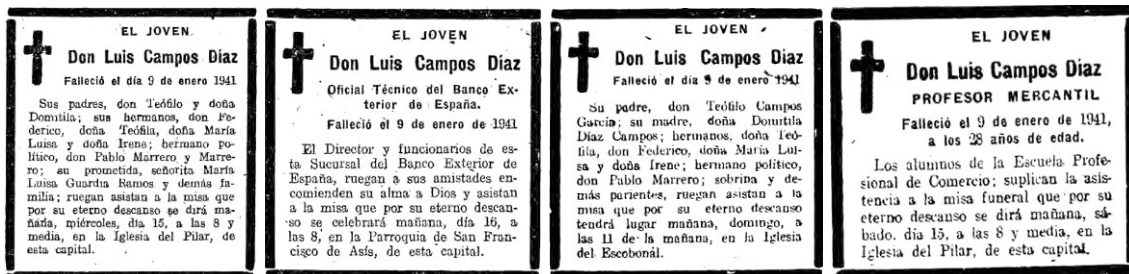 EL JOVEN
Don Luis Campos Díaz
Falleció el día 9 de enero 1941
Sus padres, don Teófilo y doña
Domitila; sus hermanos, don Fe-
derico, doña Teófila, doña María
Luisa y doña Irene; hermano po-
lítico, don Pablo Marrero y Marre-
ro; su prometida, señorita María
Luisa Guardia Ramos y demás fa-
milia; ruegan asistan a la misa que
por su eterno descanso se dirá ma-
ñana, miércoles, día 15, a las 8 y
media, en la Iglesia del Pilar, de
esta capital.
EL JOVEN
Don Luis Campos Díaz
Oficial Técnico del Banco Ex-
terior de España.
Falleció el 9 de enero de 1941
El Director y funcionarios de es-
ta Sucursal del Banco Exterior de
España, ruegan a sus amistades en-
comienden su alma a Dios y asistan
a la misa que por su eterno descan-
so se celebrará mañana, día 16, a
las 8, en la Parroquia de San Fran-
cisco de Asís, de esta capital.
EL JOVEN
Don Luis Campos Díaz
Falleció el día 9 de enero 1941
Su padre, don Teófilo Campos
García; su madre, doña Domitila
Díaz Campos; hermanos, doña Teó-
fila, don Federico, doña María Lui-
sa y doña Irene; hermano político,
don Pablo Marrero; sobrina y de-
más parientes, ruegan asistan a la
misa que por su eterno descanso
tendrá lugar mañana, domingo, a
las 11 de la mañana, en la Iglesia
del Escobonal.
EL JOVEN
Don Luis Campos Díaz
PROFESOR MERCANTIL
Falleció el 9 de enero de 1941,
a los 28 años de edad.
Los alumnos de la Escuela Profe-
sional de Comercio; suplican la asis-
tencia a la misa funeral que por su
eterno descanso se dirá mañana, sá-
bado, día 15, a las 8 y media, en la
Iglesia del Pilar, de esta capital.